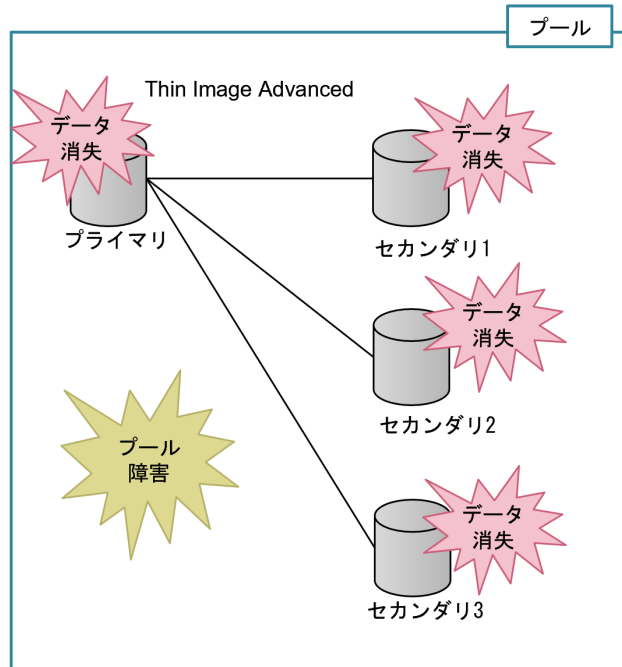 プール
Thin Image Advanced
データ
消失
プライマリ
データ
消失
セカンダリ1
データ
消失
セカンダリ2
プール
障害
データ
消失
セカンダリ3